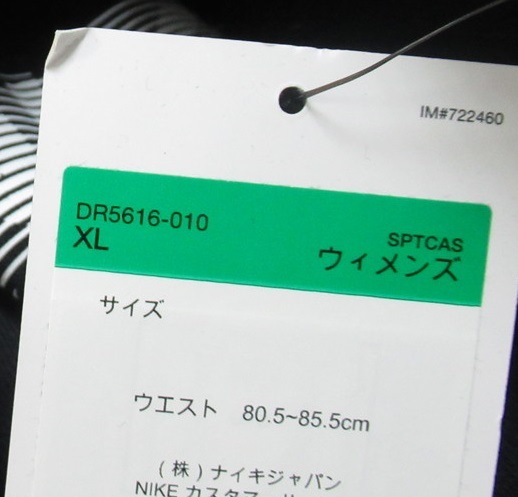 IM#722460
DR5616-010
XL
SPTCAS
ウィメンズ
サイズ
ウエスト 80.5~85.5cm
(株)ナイキジャパン
NIKE